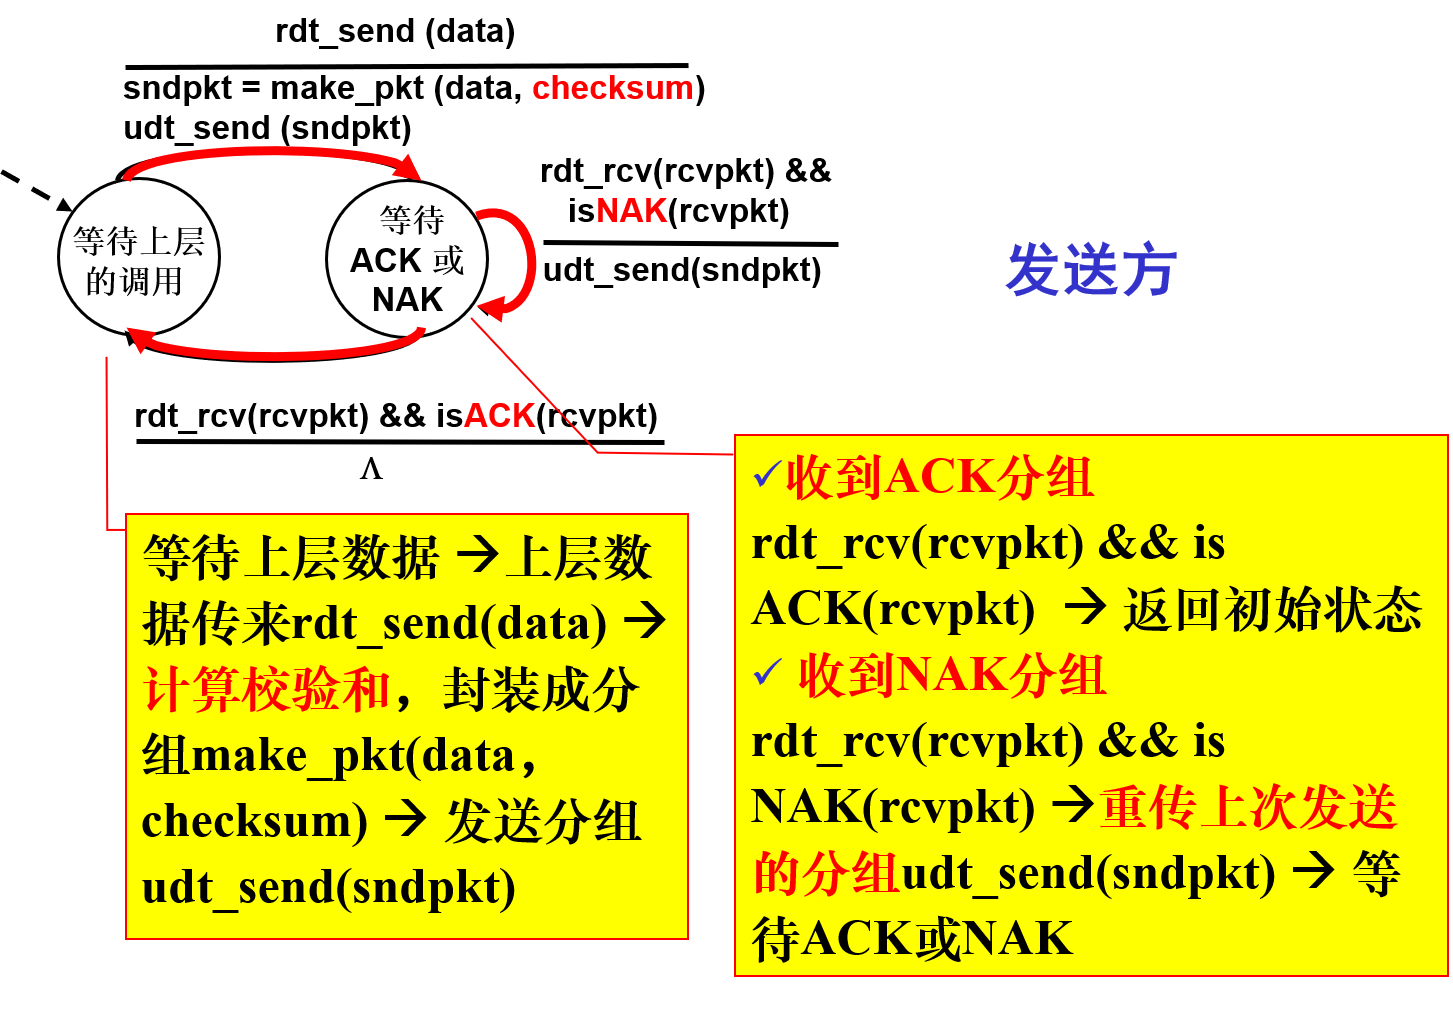 rdt_send (data)
sndpkt = make_pkt (data, checksum)
udt_send (sndpkt)
rdt_rcv(rcvpkt) &&
isNAK(rcvpkt)
udt_send(sndpkt)
等待上层
的调用
等待
ACK 或
NAK
发送方
rdt_rcv(rcvpkt) && isACK(rcvpkt)
Λ
等待上层数据 →上层数
据传来rdt_send(data) →
计算校验和，封装成分
组make_pkt(data，
checksum) → 发送分组
udt_send(sndpkt)
✓收到ACK分组
rdt_rcv(rcvpkt) && is
ACK(rcvpkt) → 返回初始状态
✓ 收到NAK分组
rdt_rcv(rcvpkt) && is
NAK(rcvpkt) →重传上次发送
的分组udt_send(sndpkt) → 等
待ACK或NAK